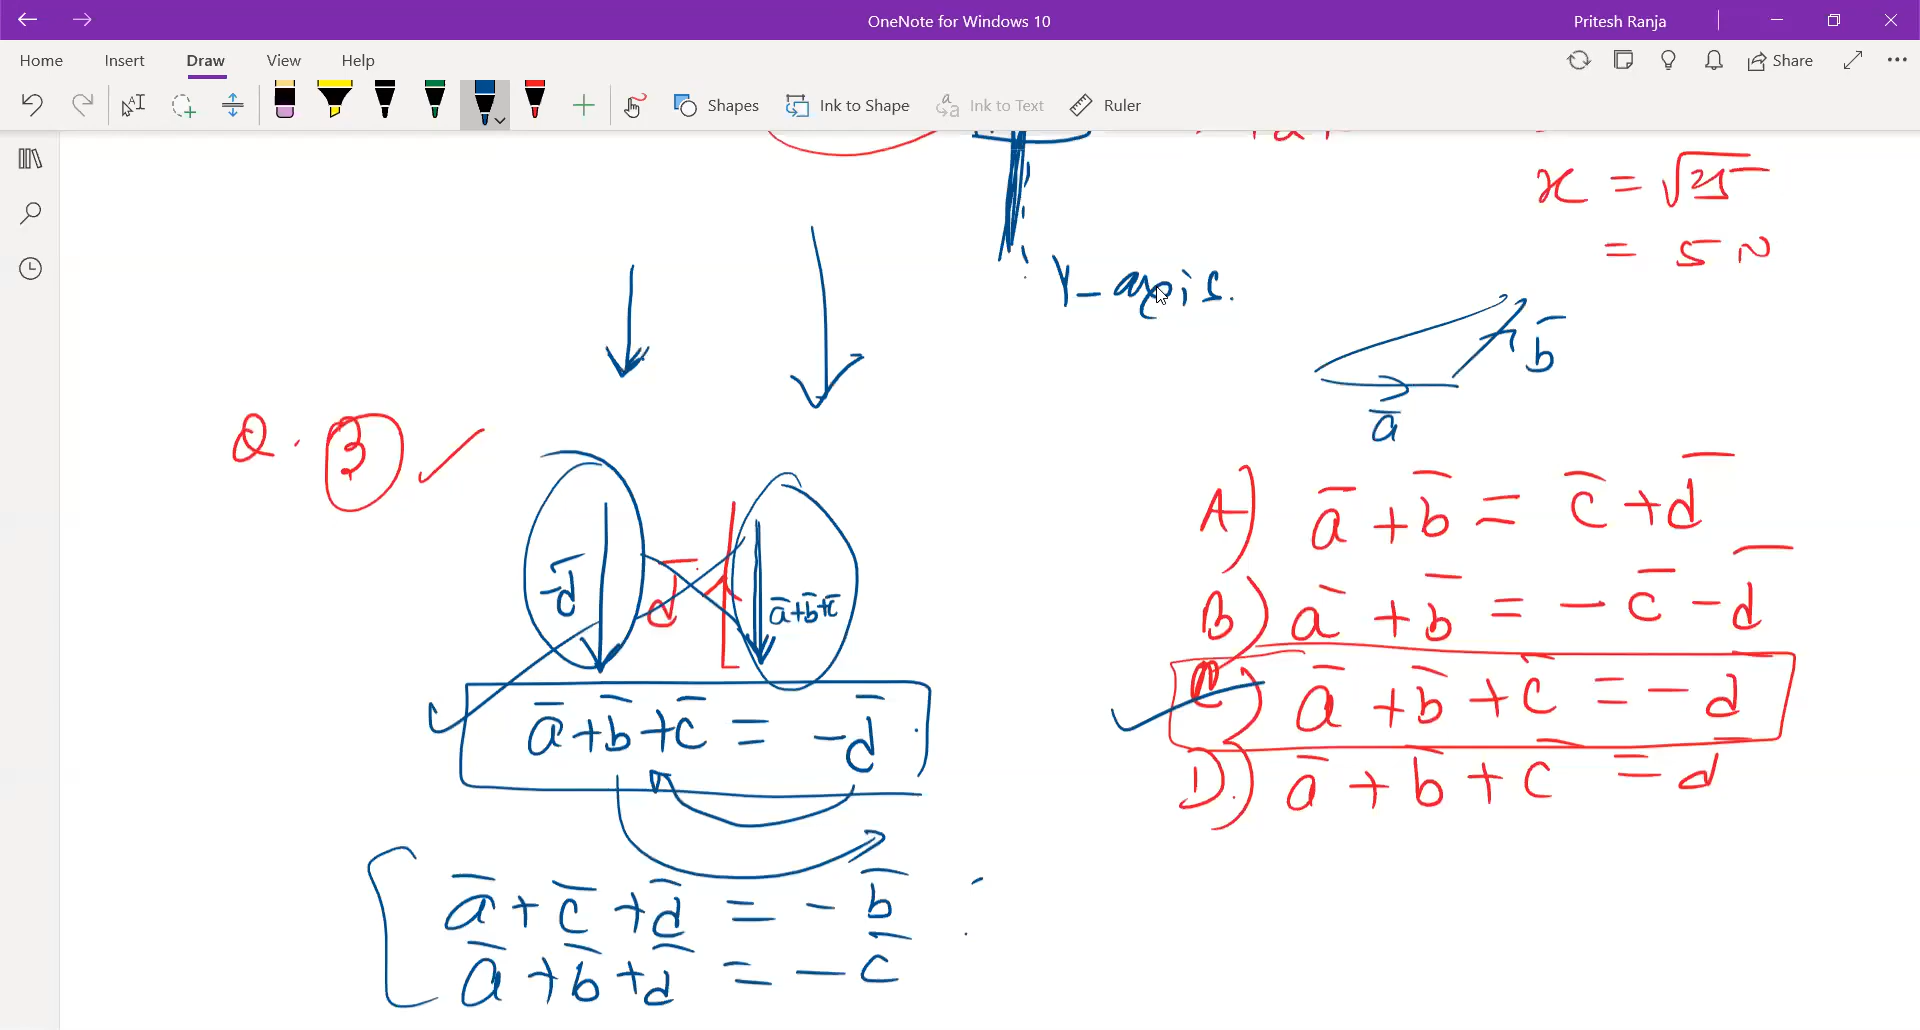 OneNote for Windows 10
Pritesh Ranja
Home Insert Draw View Help
Share
Shapes Ink to Shape Ink to Text Ruler
x = √25
= 5 N
Y-axis.
b̄
ā
Q. 3
A) ā + b̄ = c̄ + d̄
-d̄
d̄
ā+b̄+c̄
B) ā + b̄ = - c̄ - d̄
C) ā + b̄ + c̄ = - d̄
ā+b̄+c̄ = -d̄.
D) ā + b̄ + c̄ = d̄
ā + c̄ + d̄ = - b̄
ā + b̄ + d̄ = - c̄